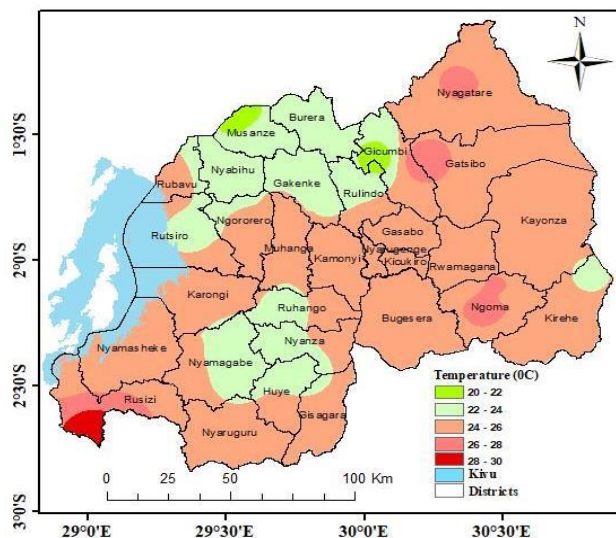 N
Nyagatare
Burera
1°30'S
Musanze
Gicumbi
Gatsibo
Nyabihu
Rubavu
Gakenke
Rulindo
Kayonza
Ngororero
Rutsiro
Gasabo
2°0'S
Muhanga
Nyarugenge
Kamonyi
Kicukiro
Rwamagana
Karongi
Ruhango
Ngoma
Bugesera
Kirehe
Nyamasheke
Nyanza
Nyamagabe
2°30'S
Huye
Rusizi
Gisagara
Nyaruguru
Temperature (0C)
20 - 22
22 - 24
24 - 26
26 - 28
28 - 30
Kivu
Districts
0 25 50 100 Km
3°0'S
29°0'E 29°30'E 30°0'E 30°30'E